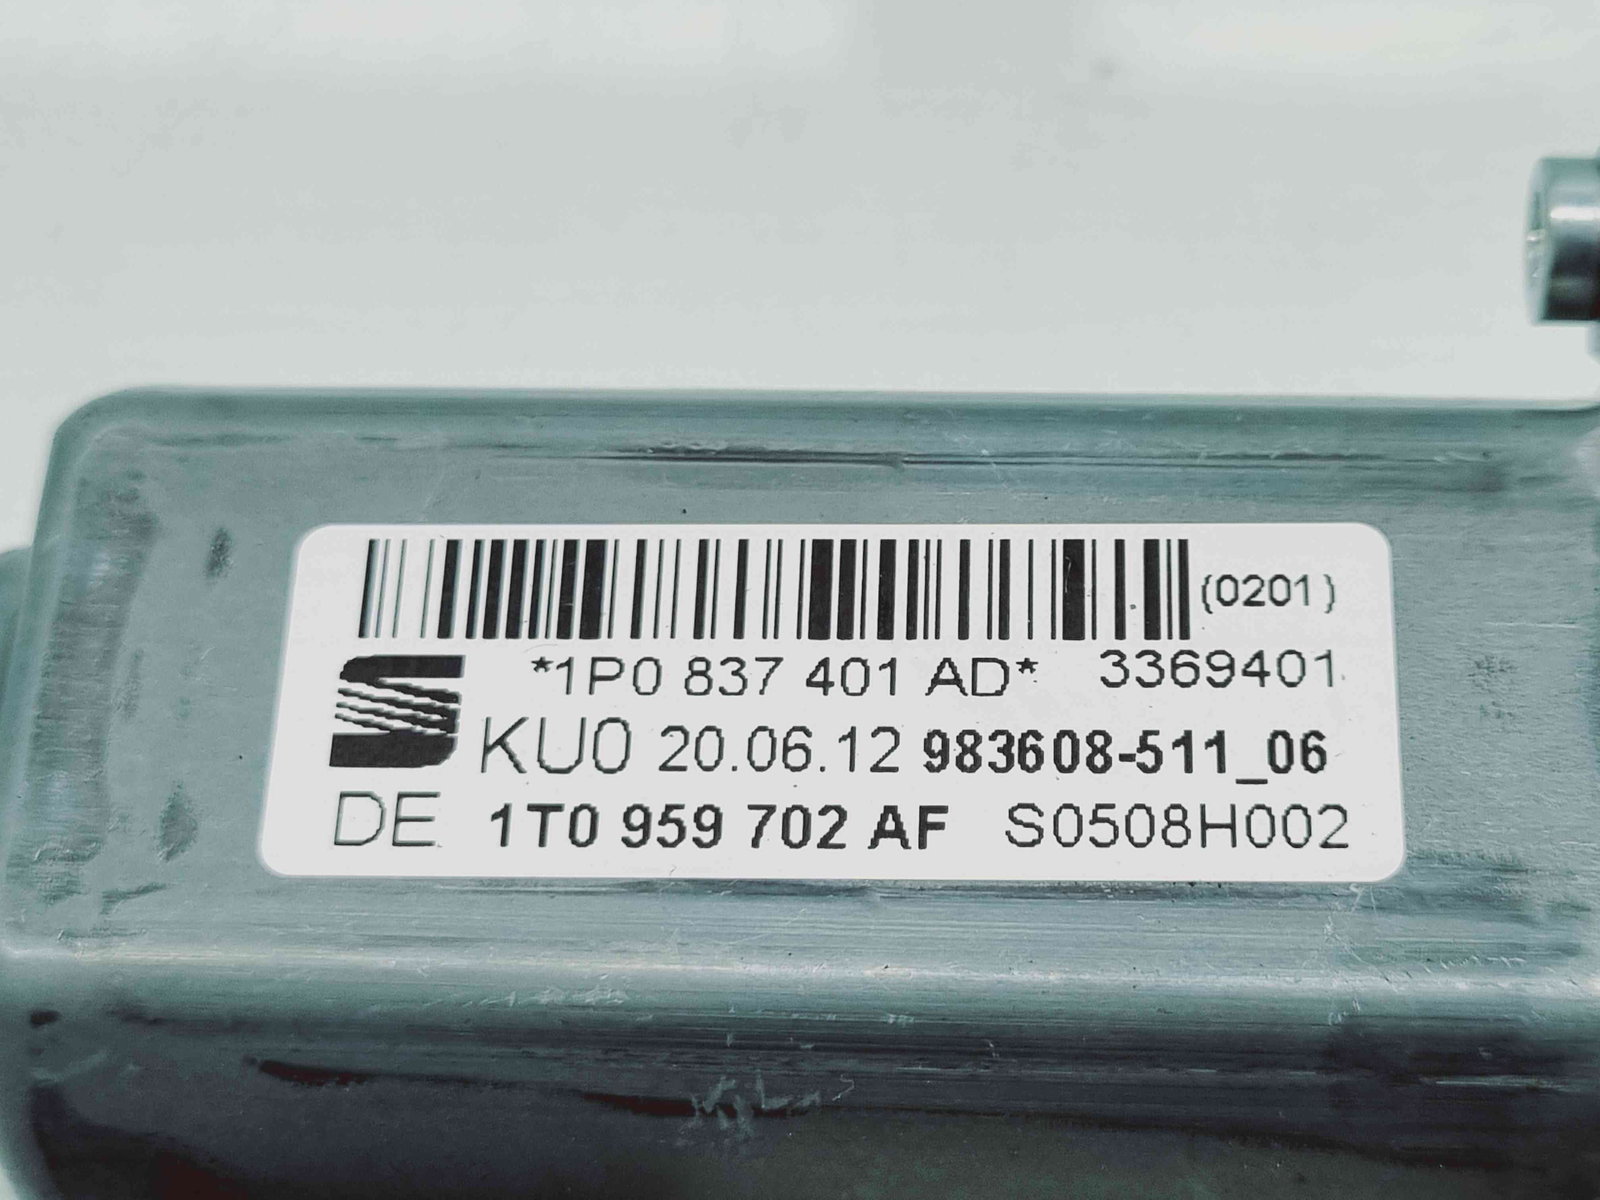 (0201)
*1P0 837 401 AD* 3369401
KU0 20.06.12 983608-511_06
DE 1T0 959 702 AF S0508H002